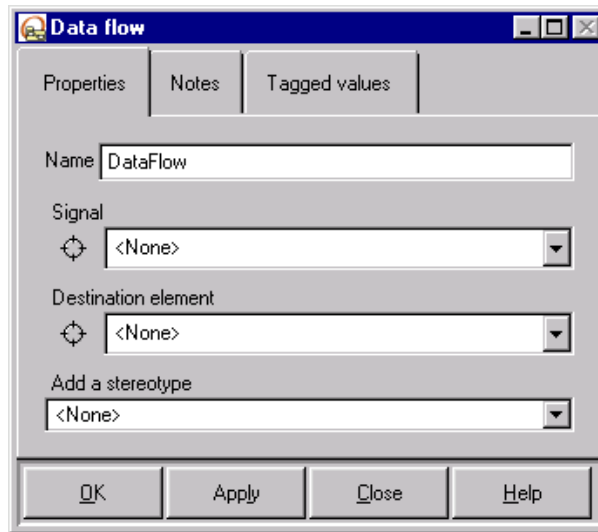 Data flow
Properties Notes Tagged values
Name DataFlow
Signal
<None>
Destination element
<None>
Add a stereotype
<None>
OK Apply Close Help